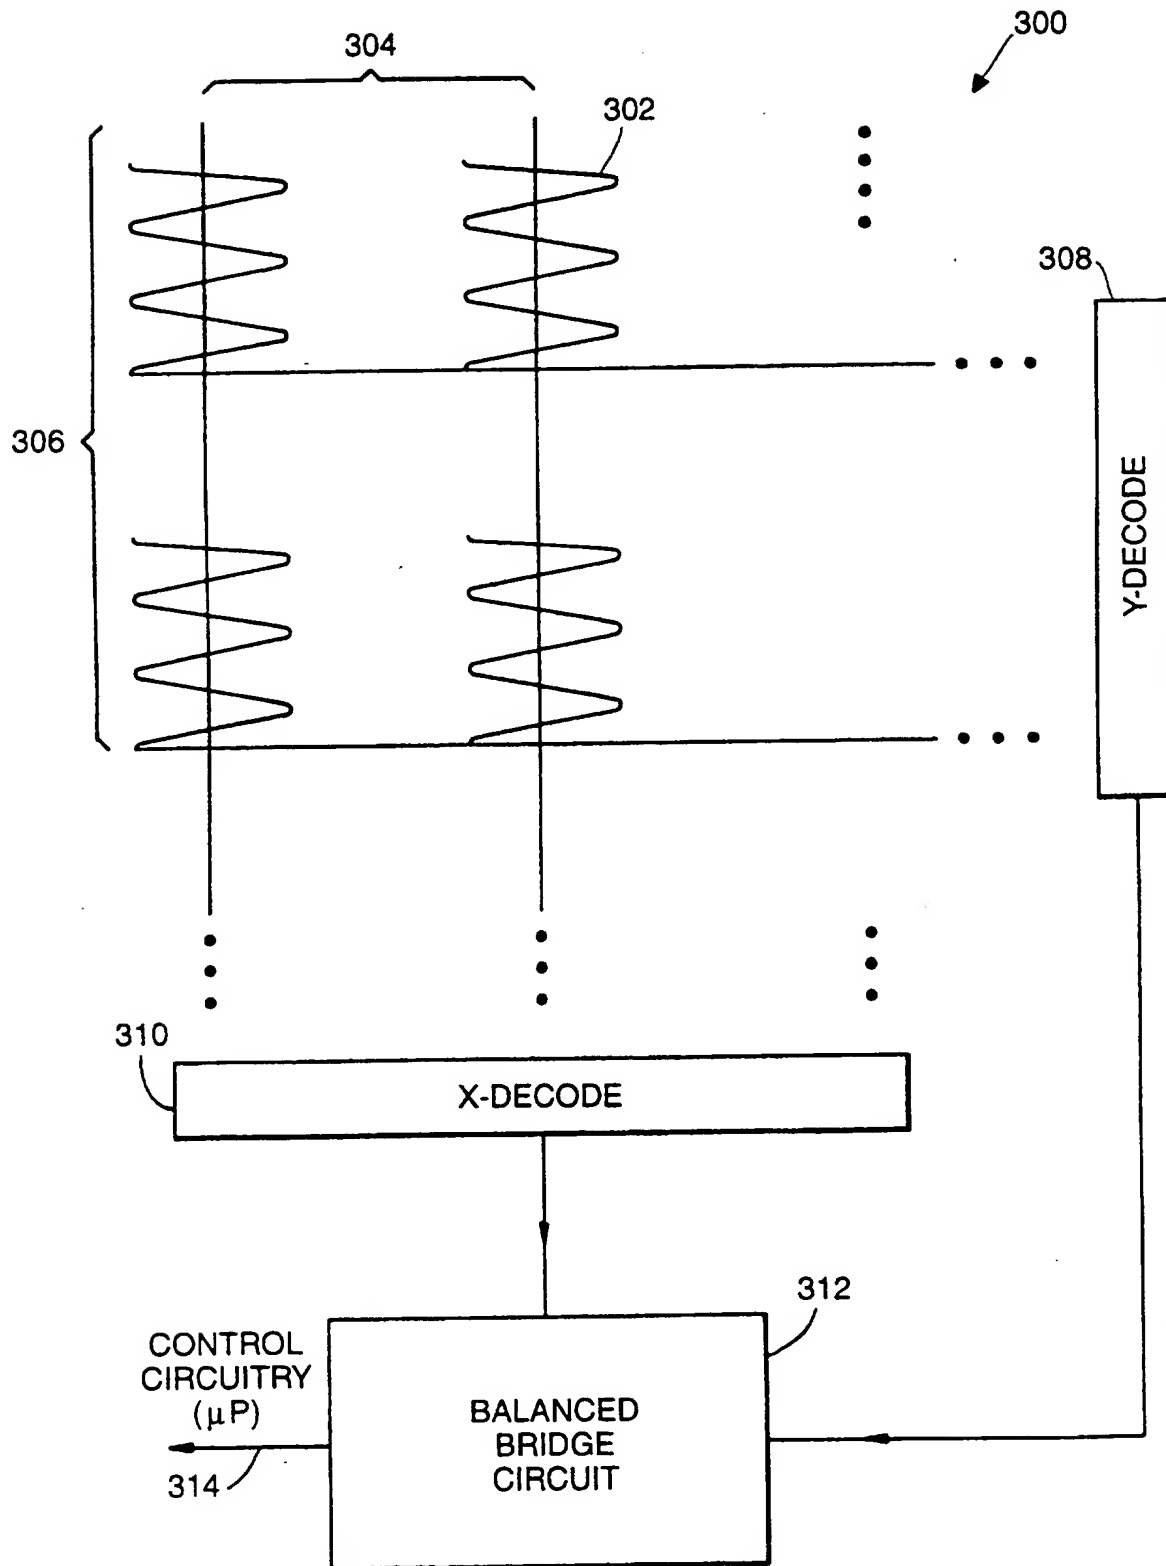 300
304
302
308
306
Y-DECODE
310
X-DECODE
312
CONTROL
CIRCUITRY
(μP)
BALANCED
BRIDGE
CIRCUIT
314